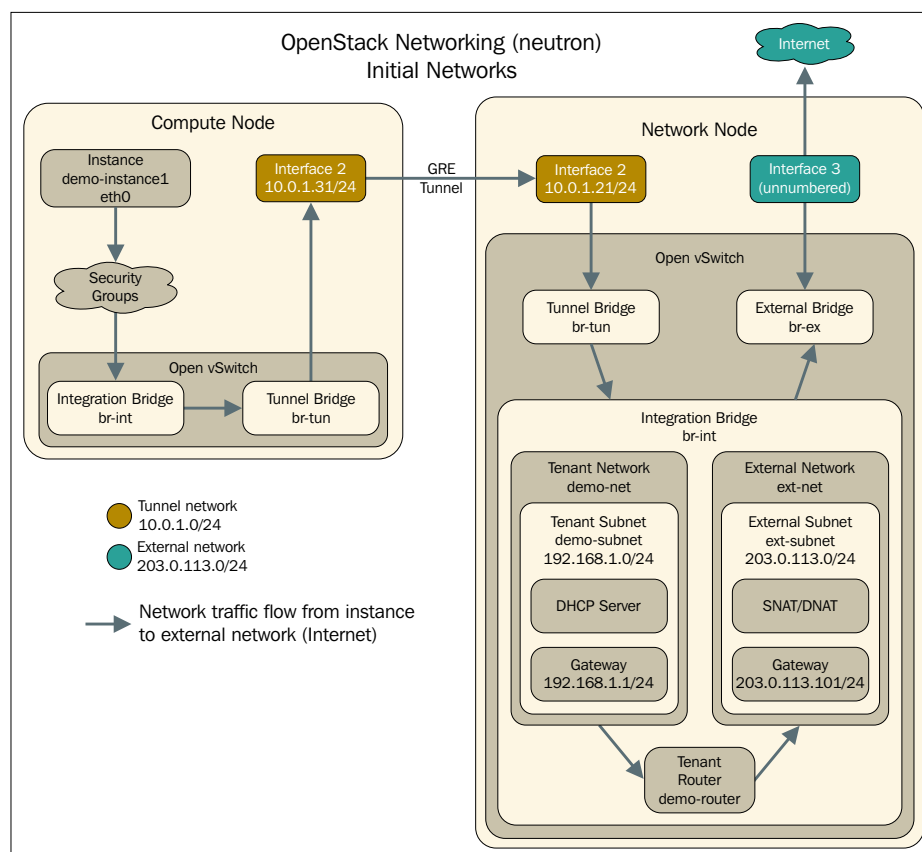 OpenStack Networking (neutron)
Initial Networks
Internet
Compute Node
Instance
demo-instance1
eth0
Interface 2
10.0.1.31/24
Security
Groups
Open vSwitch
Integration Bridge
br-int
Tunnel Bridge
br-tun
GRE
Tunnel
Network Node
Interface 2
10.0.1.21/24
Interface 3
(unnumbered)
Open vSwitch
Tunnel Bridge
br-tun
External Bridge
br-ex
Integration Bridge
br-int
Tenant Network
demo-net
Tenant Subnet
demo-subnet
192.168.1.0/24
DHCP Server
Gateway
192.168.1.1/24
External Network
ext-net
External Subnet
ext-subnet
203.0.113.0/24
SNAT/DNAT
Gateway
203.0.113.101/24
Tenant
Router
demo-router
Tunnel network
10.0.1.0/24
External network
203.0.113.0/24
Network traffic flow from instance
to external network (Internet)